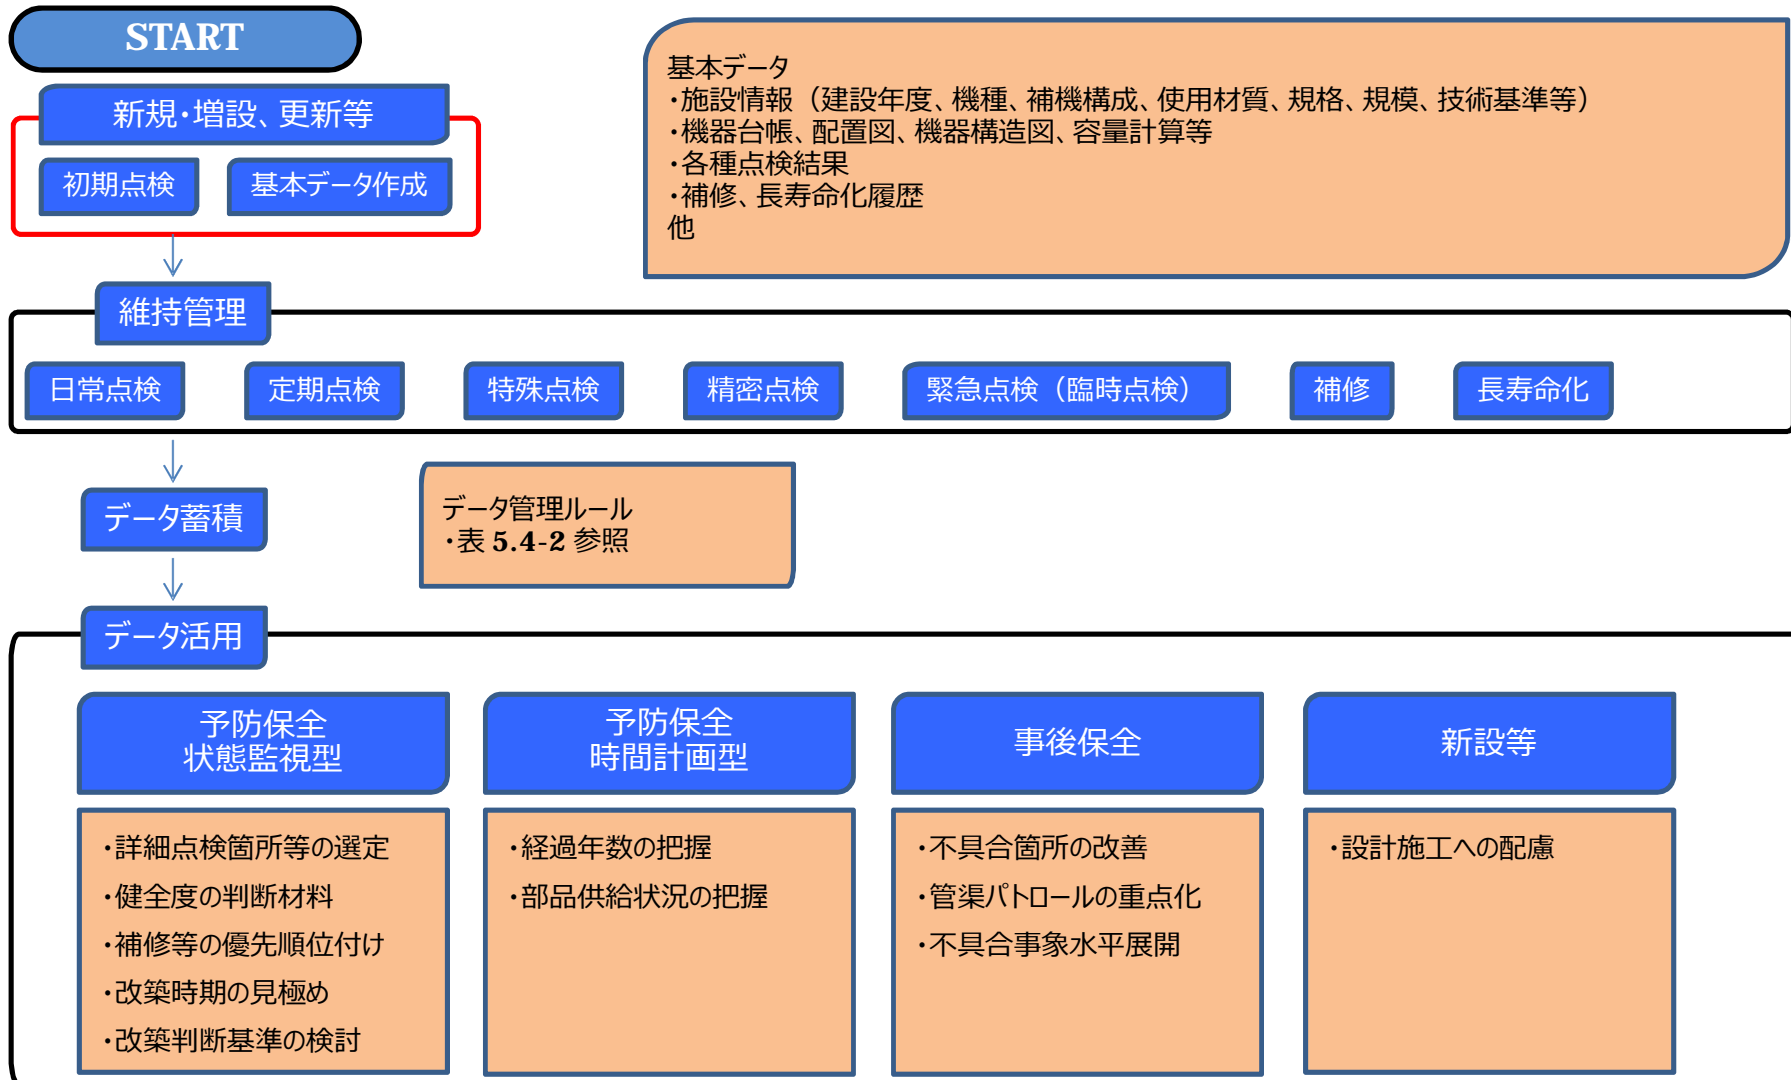 START
新規・増設、更新等
初期点検
基本データ作成
基本データ
・施設情報（建設年度、機種、補機構成、使用材質、規格、規模、技術基準等）
・機器台帳、配置図、機器構造図、容量計算等
・各種点検結果
・補修、長寿命化履歴
他
維持管理
日常点検
定期点検
特殊点検
精密点検
緊急点検（臨時点検）
補修
長寿命化
データ蓄積
データ管理ルール
・表 5.4-2 参照
データ活用
予防保全
状態監視型
・詳細点検箇所等の選定
・健全度の判断材料
・補修等の優先順位付け
・改築時期の見極め
・改築判断基準の検討
予防保全
時間計画型
・経過年数の把握
・部品供給状況の把握
事後保全
・不具合箇所の改善
・管渠パトロールの重点化
・不具合事象水平展開
新設等
・設計施工への配慮